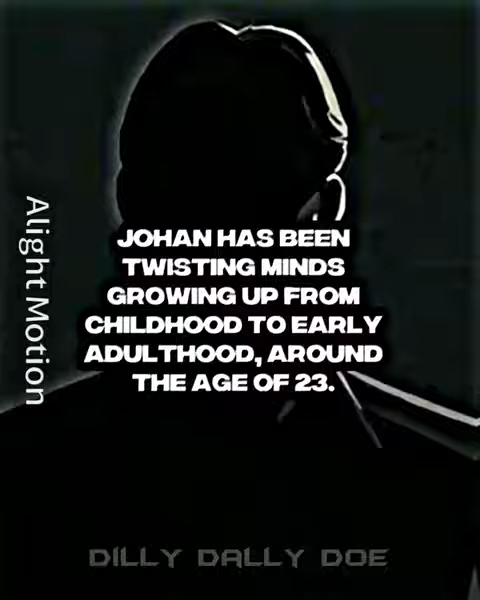 JOHAN HAS BEEN
TWISTING MINDS
GROWING UP FROM
CHILDHOOD TO EARLY
ADULTHOOD, AROUND
THE AGE OF 23.
Alight Motion
DILLY DALLY DOE